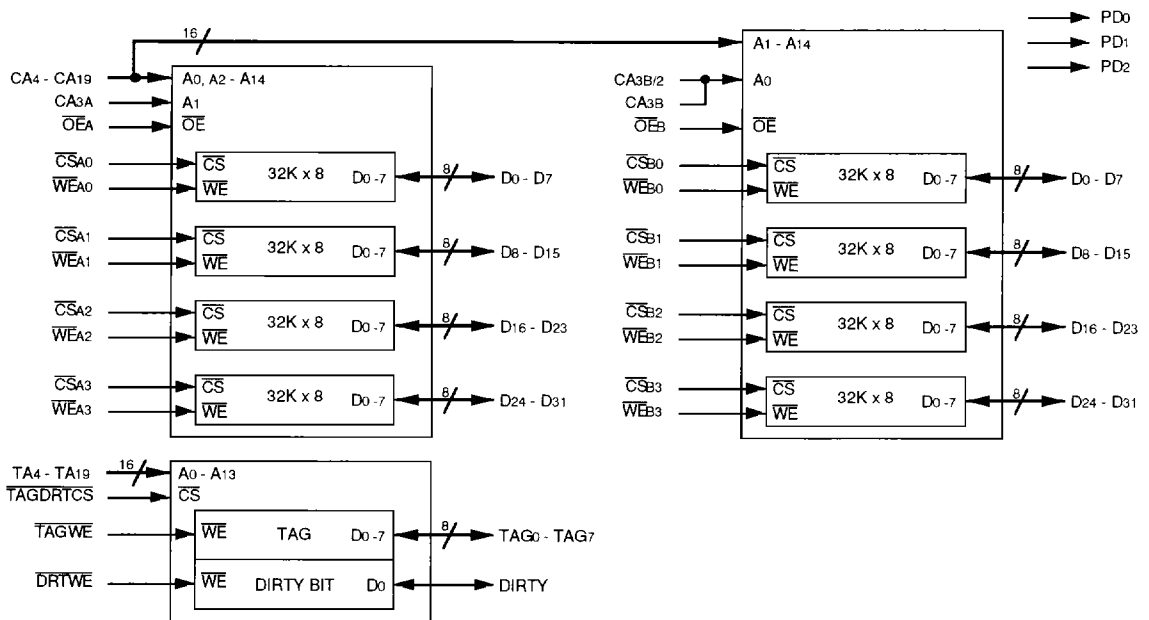 16
CA4 - CA19
A0, A2 - A14
CA3A
A1
OEA
OE
CSA0
CS
32K x 8
D0 -7
8
D0 - D7
WEA0
WE
CSA1
CS
32K x 8
D0 -7
8
D8 - D15
WEA1
WE
CSA2
CS
32K x 8
D0 -7
8
D16 - D23
WEA2
WE
CSA3
CS
32K x 8
D0 -7
8
D24 - D31
WEA3
WE
A1 - A14
CA3B/2
A0
CA3B
OEB
OE
CSB0
CS
32K x 8
D0 -7
8
D0 - D7
WEB0
WE
CSB1
CS
32K x 8
D0 -7
8
D8 - D15
WEB1
WE
CSB2
CS
32K x 8
D0 -7
8
D16 - D23
WEB2
WE
CSB3
CS
32K x 8
D0 -7
8
D24 - D31
WEB3
WE
PD0
PD1
PD2
TA4 - TA19
16
A0 - A13
TAGDRTCS
CS
TAGWE
WE
TAG
D0 -7
8
TAG0 - TAG7
DRTWE
WE
DIRTY BIT
D0
DIRTY